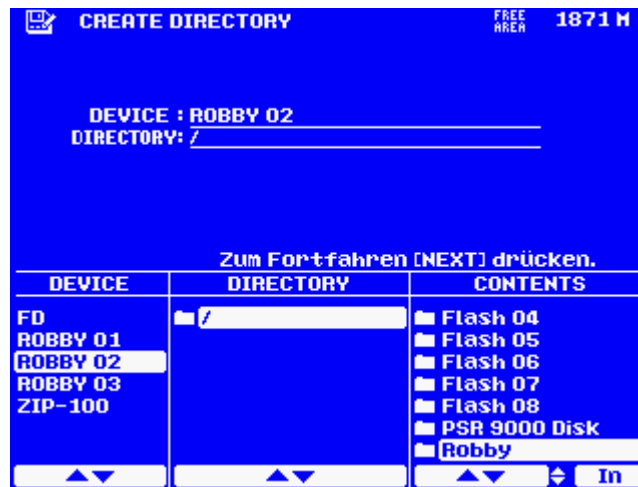 CREATE DIRECTORY FREE AREA 1871 M
DEVICE : ROBBY 02
DIRECTORY: /
Zum Fortfahren [NEXT] drücken.
DEVICE DIRECTORY CONTENTS
FD / Flash 04
ROBBY 01 Flash 05
ROBBY 02 Flash 06
ROBBY 03 Flash 07
ZIP-100 Flash 08
PSR 9000 Disk
Robby
In